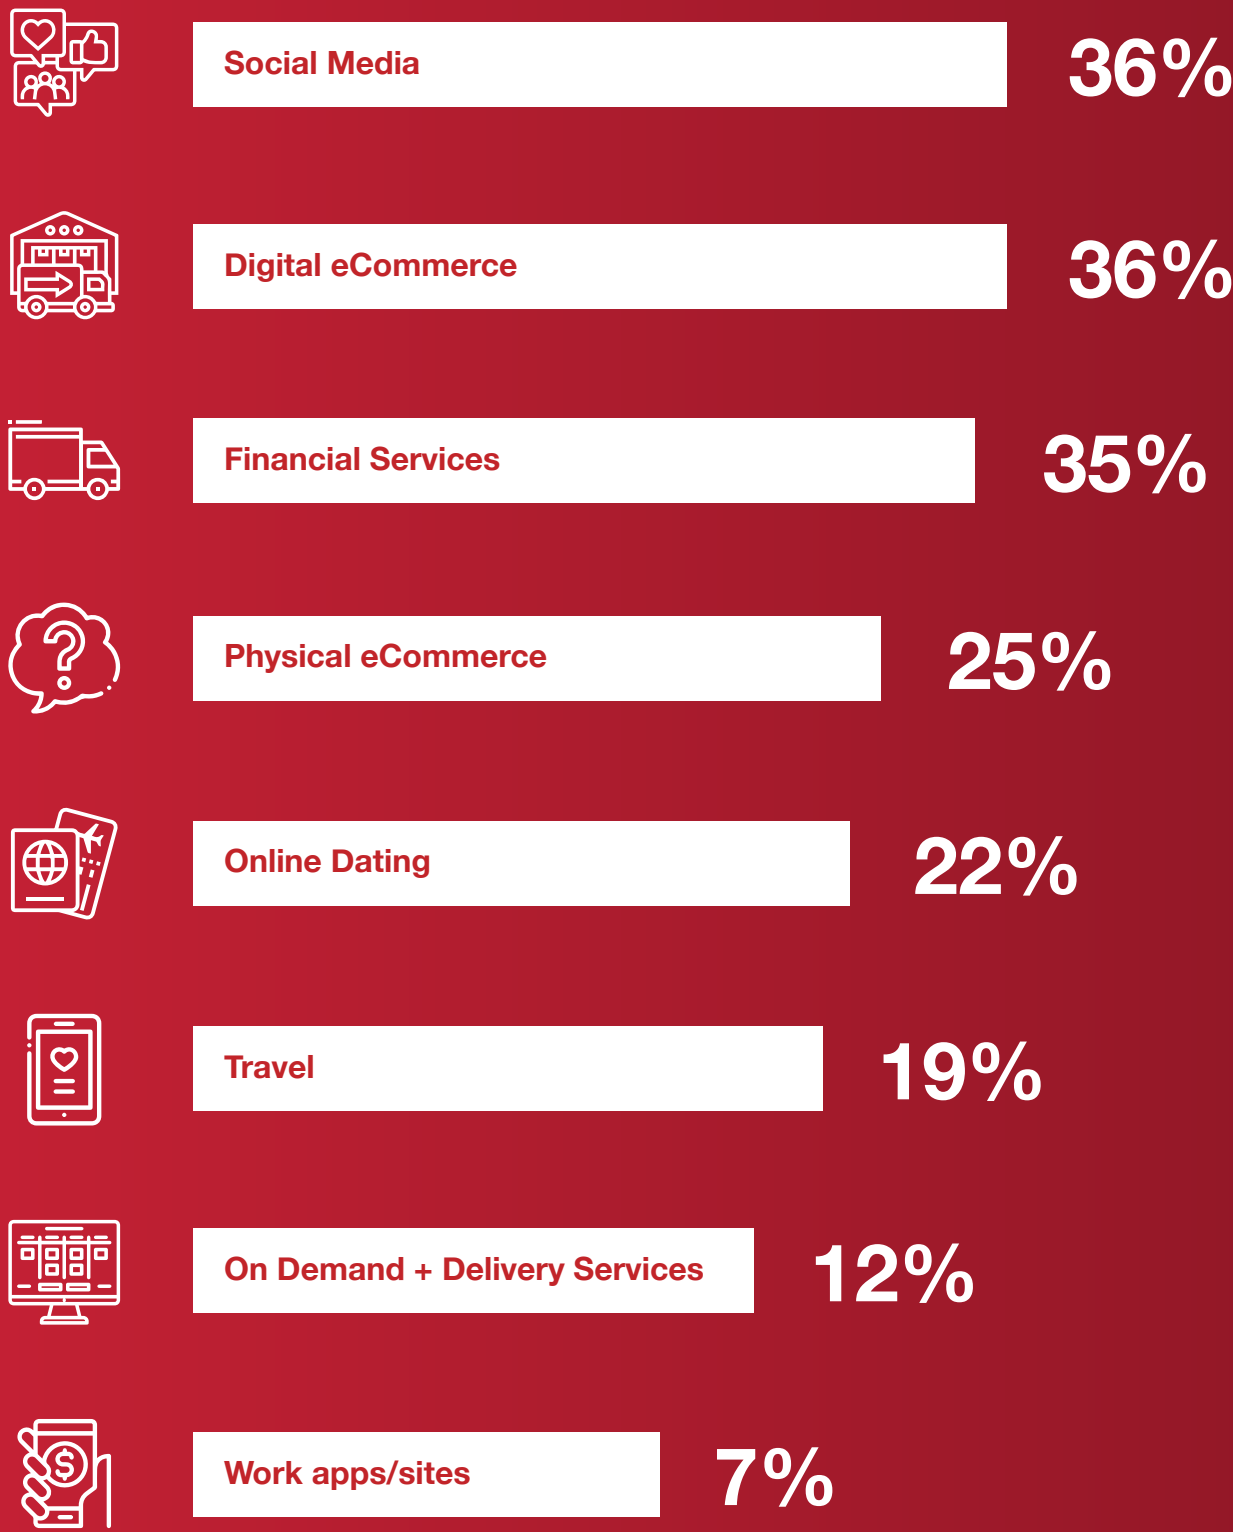 Social Media 36%
Digital eCommerce 36%
Financial Services 35%
Physical eCommerce 25%
Online Dating 22%
Travel 19%
On Demand + Delivery Services 12%
Work apps/sites 7%